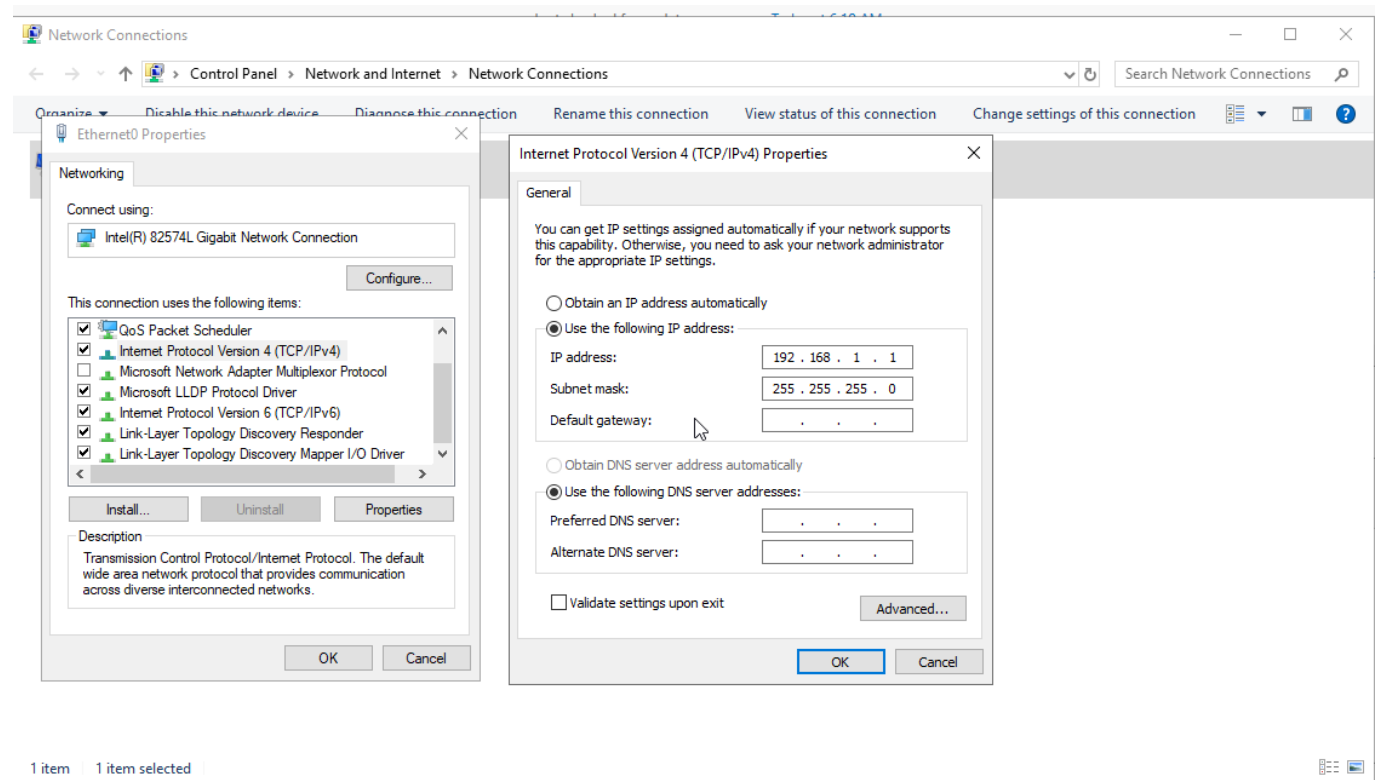 Network Connections
Control Panel > Network and Internet > Network Connections
Search Network Connections
Organize
Disable this network device
Diagnose this connection
Rename this connection
View status of this connection
Change settings of this connection
Ethernet0 Properties
Networking
Connect using:
Intel(R) 82574L Gigabit Network Connection
Configure...
This connection uses the following items:
QoS Packet Scheduler
Internet Protocol Version 4 (TCP/IPv4)
Microsoft Network Adapter Multiplexor Protocol
Microsoft LLDP Protocol Driver
Internet Protocol Version 6 (TCP/IPv6)
Link-Layer Topology Discovery Responder
Link-Layer Topology Discovery Mapper I/O Driver
Install...
Uninstall
Properties
Description
Transmission Control Protocol/Internet Protocol. The default
wide area network protocol that provides communication
across diverse interconnected networks.
OK
Cancel
Internet Protocol Version 4 (TCP/IPv4) Properties
General
You can get IP settings assigned automatically if your network supports
this capability. Otherwise, you need to ask your network administrator
for the appropriate IP settings.
Obtain an IP address automatically
Use the following IP address:
IP address: 192 . 168 . 1 . 1
Subnet mask: 255 . 255 . 255 . 0
Default gateway: . . .
Obtain DNS server address automatically
Use the following DNS server addresses:
Preferred DNS server: . . .
Alternate DNS server: . . .
Validate settings upon exit
Advanced...
OK
Cancel
1 item
1 item selected